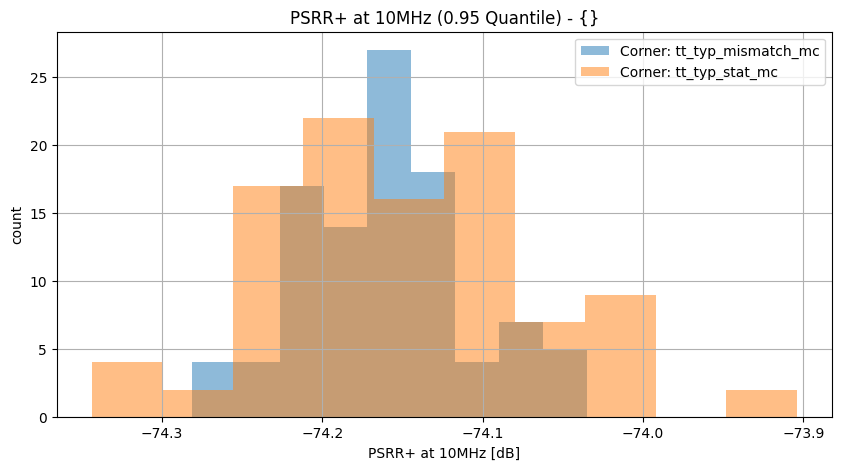 PSRR+ at 10MHz (0.95 Quantile) - {}
Corner: tt_typ_mismatch_mc
Corner: tt_typ_stat_mc
25
20
15
10
5
0
count
−74.3
−74.2
−74.1
−74.0
−73.9
PSRR+ at 10MHz [dB]